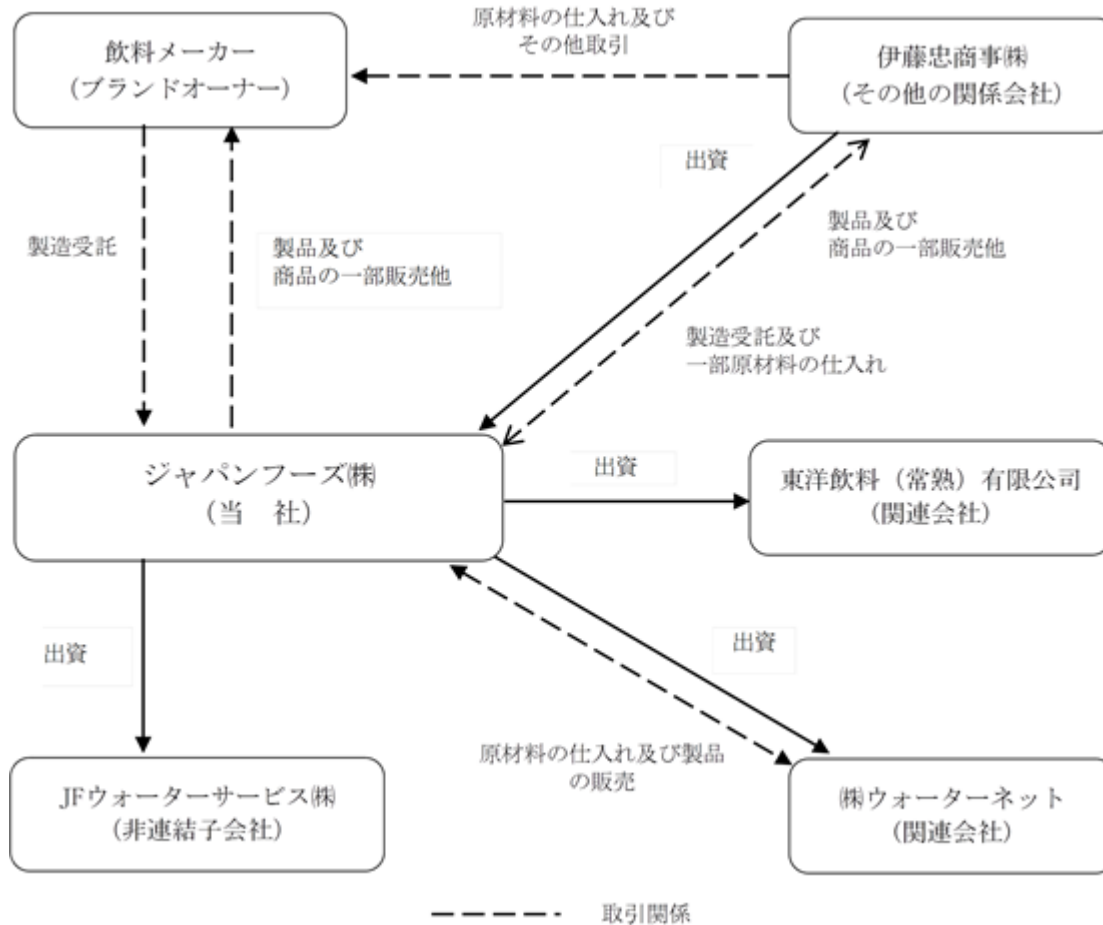 原材料の仕入れ及び
その他取引
飲料メーカー
（ブランドオーナー）
伊藤忠商事㈱
（その他の関係会社）
出資
製造受託
製品及び
商品の一部販売他
製品及び
商品の一部販売他
製造受託及び
一部原材料の仕入れ
ジャパンフーズ㈱
（当　社）
出資
東洋飲料（常熟）有限公司
（関連会社）
出資
出資
原材料の仕入れ及び製品
の販売
JFウォーターサービス㈱
（非連結子会社）
㈱ウォーターネット
（関連会社）
取引関係